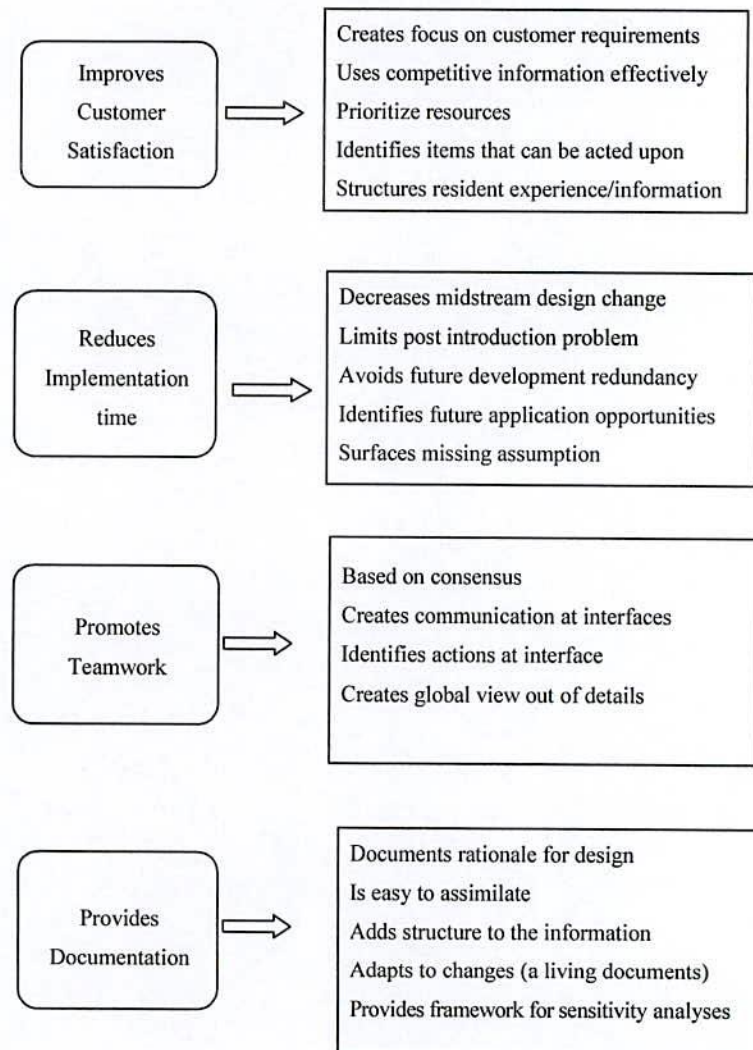 Improves
Customer
Satisfaction
Creates focus on customer requirements
Uses competitive information effectively
Prioritize resources
Identifies items that can be acted upon
Structures resident experience/information
Reduces
Implementation
time
Decreases midstream design change
Limits post introduction problem
Avoids future development redundancy
Identifies future application opportunities
Surfaces missing assumption
Promotes
Teamwork
Based on consensus
Creates communication at interfaces
Identifies actions at interface
Creates global view out of details
Provides
Documentation
Documents rationale for design
Is easy to assimilate
Adds structure to the information
Adapts to changes (a living documents)
Provides framework for sensitivity analyses